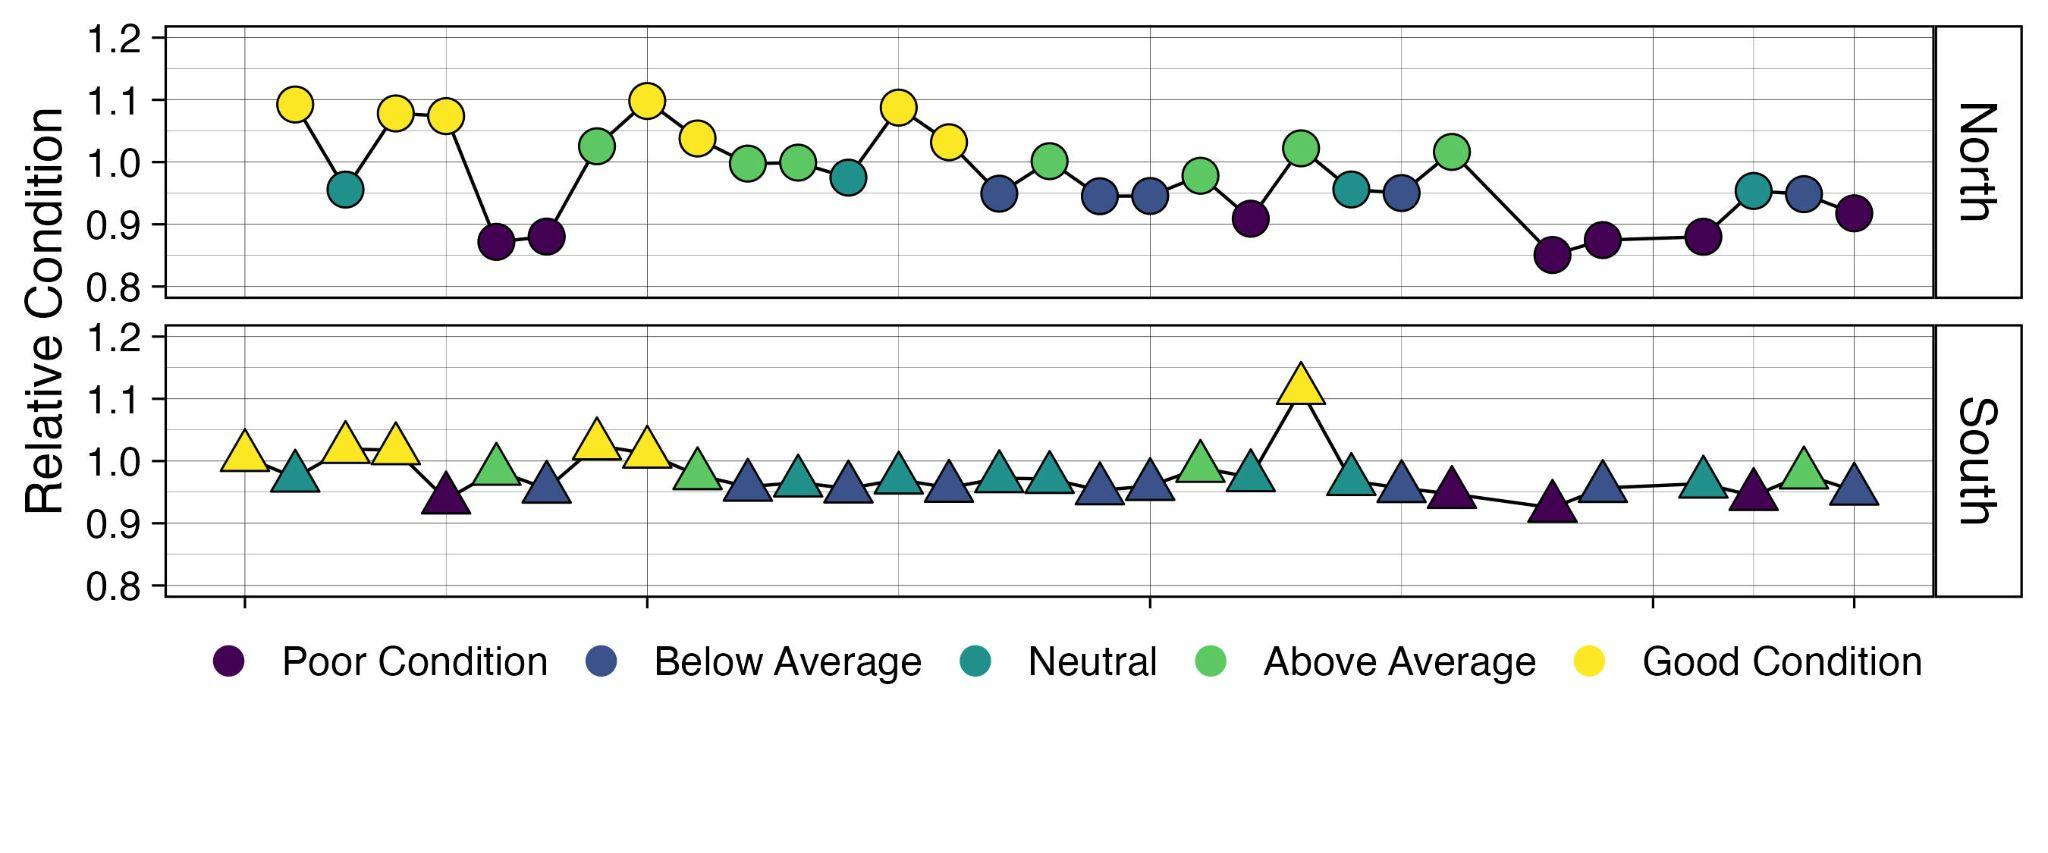 Relative Condition
1.2
1.1
1.0
0.9
0.8
North
1.2
1.1
1.0
0.9
0.8
South
Poor Condition Below Average Neutral Above Average Good Condition